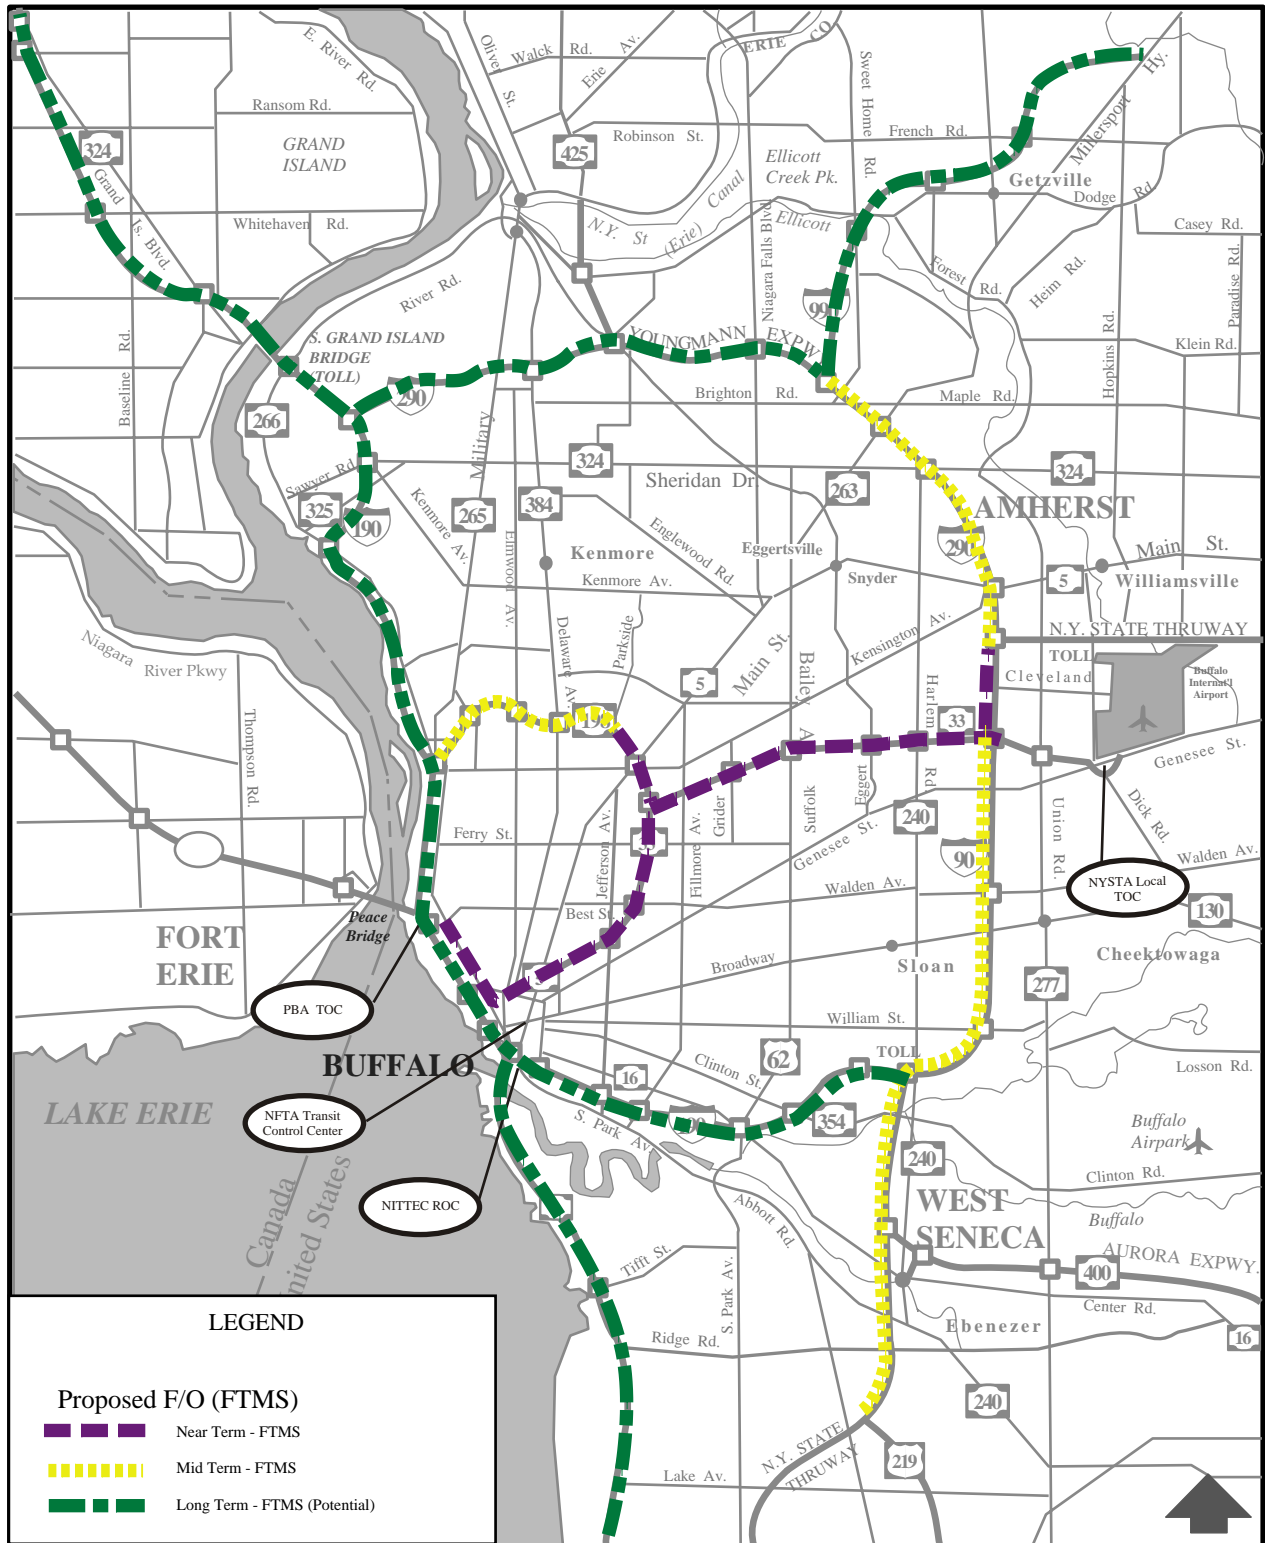 E. River Rd.
Oliver St.
Walck Rd.
Erie Av.
ERIE CO
Sweet Home Rd.
Millersport Hy.
Ransom Rd.
324
GRAND
ISLAND
425
Robinson St.
French Rd.
Ellicott
Creek Pk.
Getzville
Dodge Rd.
Grand Is. Blvd.
Whitehaven Rd.
N.Y. St (Erie) Canal
Niagara Falls Blvd.
Ellicott
Casey Rd.
Forest Rd.
Heim Rd.
Paradise Rd.
River Rd.
990
Baseline Rd.
S. GRAND ISLAND
BRIDGE
(TOLL)
YOUNGMANN EXPW
Hopkins Rd.
Klein Rd.
290
Brighton Rd.
Maple Rd.
266
Military
324
324
Sawyer Rd.
Sheridan Dr.
263
325
190
Kenmore Av.
265
384
AMHERST
Elmwood Av.
Englewood Rd.
290
Kenmore
Eggertsville
Main St.
Kenmore Av.
Snyder
5
Williamsville
Delaware Av.
Parkside
Main St.
Kensington Av.
N.Y. STATE THRUWAY
Niagara
River Pkwy
Bailey A
TOLL
Cleveland
Buffalo
Internat'l
Airport
5
Harlem Rd.
Thompson Rd.
198
33
Genesee St.
Ferry St.
33
Jefferson Av.
Fillmore Av.
Grider
Suffolk
Eggert
Genesee St.
240
Union Rd.
Dick Rd.
90
Walden Av.
NYSTA Local
TOC
Walden Av.
Best St.
130
Peace
Bridge
FORT
ERIE
Broadway
Sloan
Cheektowaga
277
PBA TOC
William St.
BUFFALO
62
TOLL
Losson Rd.
16
Clinton St.
LAKE ERIE
NFTA Transit
Control Center
S. Park Av.
190
354
Buffalo
Airpark
240
Clinton Rd.
NITTEC ROC
Abbott Rd.
WEST
SENECA
Buffalo
Canada
United States
AURORA EXPWY.
Tifft St.
S. Park Av.
400
Center Rd.
Ebenezer
16
Ridge Rd.
240
N.Y. STATE
THRUWAY
219
Lake Av.
LEGEND
Proposed F/O (FTMS)
Near Term - FTMS
Mid Term - FTMS
Long Term - FTMS (Potential)